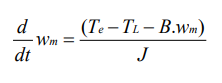 d/dt w_m = (T_e − T_L − B.w_m) / J